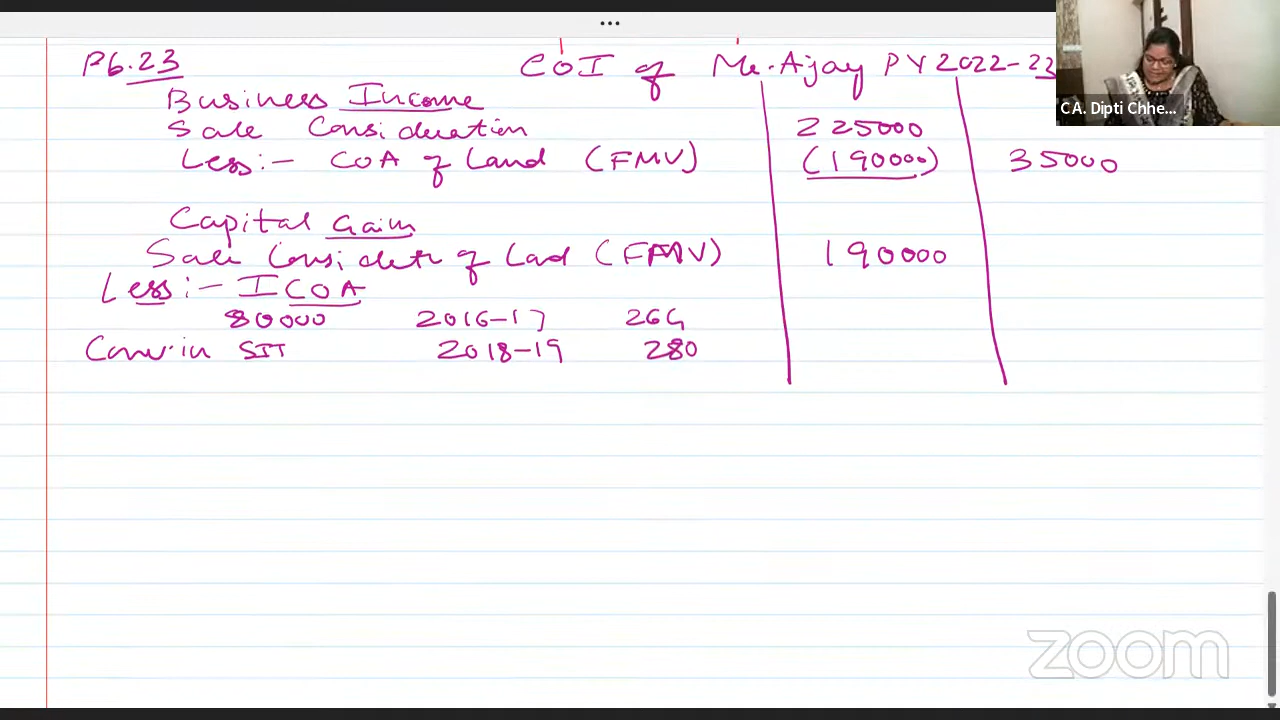 ...
P6.23 COI of Mr. Ajay PY 2022-23
C A. Dipti Chhe...
Business Income
Sale Consideration 225000
Less:- COA of Land (FMV) (190000) 35000
Capital Gain
Sale Considetr of Land (FMV) 190000
Less:- ICOA
80000 2016-17 264
Conv. in SIT 2018-19 280
zoom